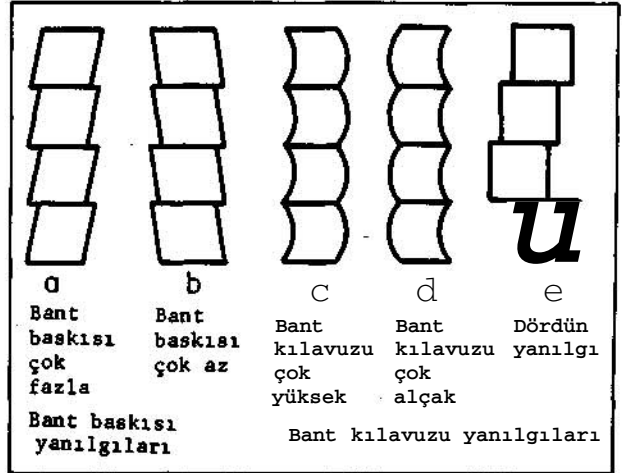 u
a
Bant
baskısı
çok
fazla
b
Bant
baskısı
çok az
Bant baskısı
yanılgıları
c
Bant
kılavuzu
çok
yüksek
d
Bant
kılavuzu
çok
alçak
e
Dördün
yanılgı
Bant kılavuzu yanılgıları